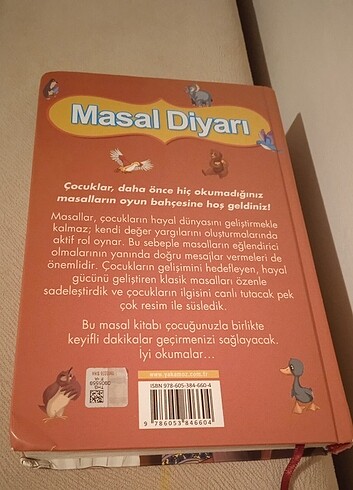 Masal Diyarı
Çocuklar, daha önce hiç okumadığınız
masalların oyun bahçesine hoş geldiniz!
Masallar, çocukların hayal dünyasını geliştirmekle
kalmaz; kendi değer yargılarını oluşturmalarında
aktif rol oynar. Bu sebeple masalların eğlendirici
olmalarının yanında doğru mesajlar vermeleri de
önemlidir. Çocukların gelişimini hedefleyen, hayal
gücünü geliştiren klasik masalları özenle
sadeleştirdik ve çocukların ilgisini canlı tutacak pek
çok resim ile süsledik.
Bu masal kitabı çocuğunuzla birlikte
keyifli dakikalar geçirmenizi sağlayacak.
İyi okumalar...
www.yakamoz.com.tr
ISBN 978-605-384-660-4
9 786053 846604